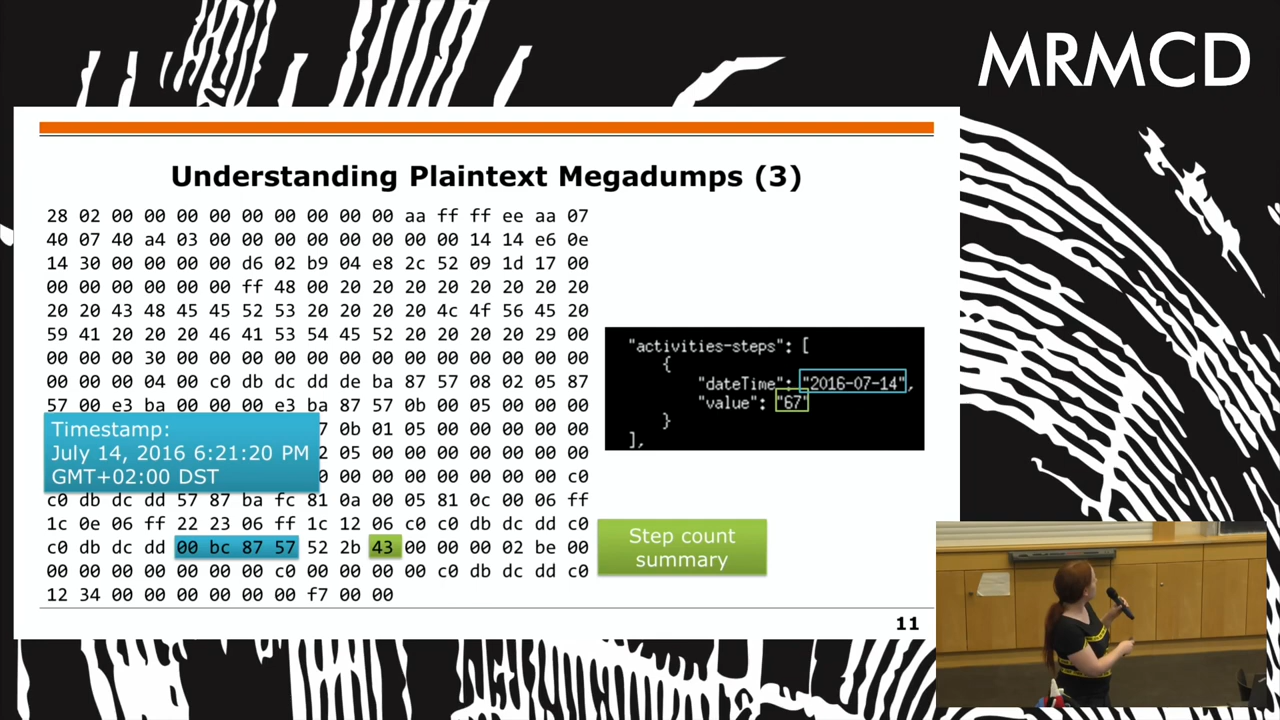 MRMCD
Understanding Plaintext Megadumps (3)
28 02 00 00 00 00 00 00 00 00 00 aa ff ff ee aa 07
40 07 40 a4 03 00 00 00 00 00 00 00 14 14 e6 0e
14 30 00 00 00 00 d6 02 b9 04 e8 2c 52 09 1d 17 00
00 00 00 00 00 00 ff 48 00 20 20 20 20 20 20 20 20
20 20 43 48 45 45 52 53 20 20 20 20 4c 4f 56 45 20
59 41 20 20 20 46 41 53 54 45 52 20 20 20 20 29 00
00 00 00 30 00 00 00 00 00 00 00 00 00 00 00 00 00
00 00 00 04 00 c0 db dc dd de ba 87 57 08 02 05 87
57 00 e3 ba 00 00 00 e3 ba 87 57 0b 00 05 00 00 00
7 0b 01 05 00 00 00 00 00
2 05 00 00 00 00 00 00 00
00 00 00 00 00 00 00 c0
c0 db dc dd 57 87 ba fc 81 0a 00 05 81 0c 00 06 ff
1c 0e 06 ff 22 23 06 ff 1c 12 06 c0 c0 db dc dd c0
c0 db dc dd 00 bc 87 57 52 2b 43 00 00 00 02 be 00
00 00 00 00 00 00 00 c0 00 00 00 00 c0 db dc dd c0
12 34 00 00 00 00 00 00 f7 00 00
Timestamp:
July 14, 2016 6:21:20 PM
GMT+02:00 DST
"activities-steps": [
{
"dateTime": "2016-07-14",
"value": "67"
}
],
Step count
summary
11